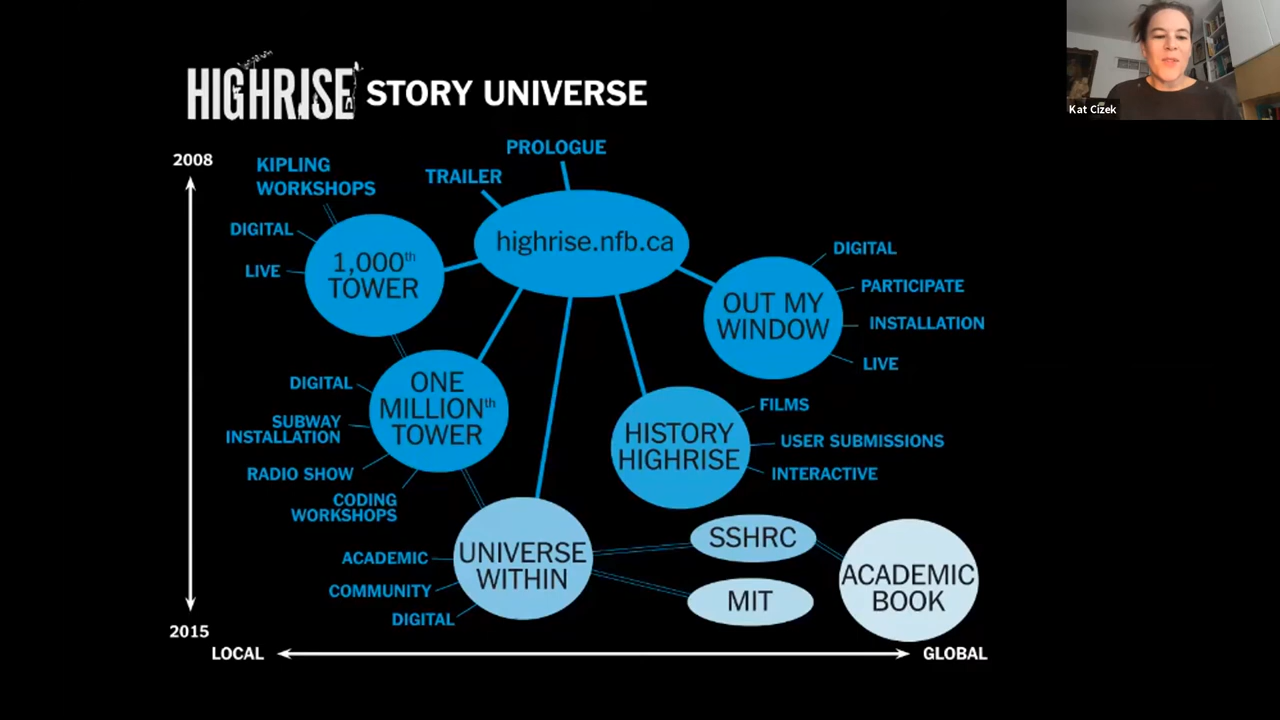 HIGHRISE STORY UNIVERSE
Kat Cizek
2008
KIPLING
WORKSHOPS
TRAILER
PROLOGUE
DIGITAL
LIVE
1,000th
TOWER
highrise.nfb.ca
OUT MY
WINDOW
DIGITAL
PARTICIPATE
INSTALLATION
LIVE
DIGITAL
SUBWAY
INSTALLATION
RADIO SHOW
CODING
WORKSHOPS
ONE
MILLIONth
TOWER
HISTORY
HIGHRISE
FILMS
USER SUBMISSIONS
INTERACTIVE
ACADEMIC
COMMUNITY
DIGITAL
UNIVERSE
WITHIN
SSHRC
MIT
ACADEMIC
BOOK
2015
LOCAL
GLOBAL